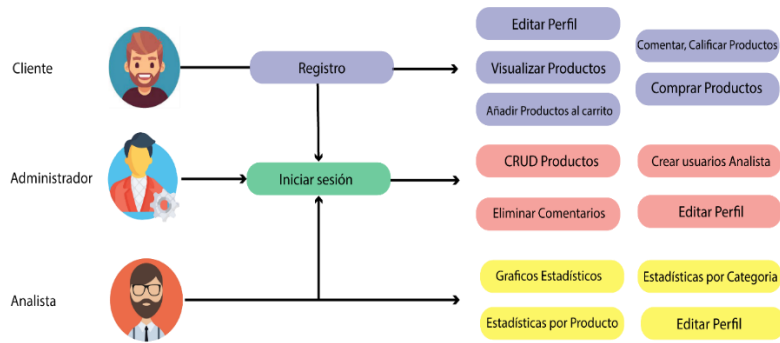 Cliente
Registro
Editar Perfil
Visualizar Productos
Añadir Productos al carrito
Comentar, Calificar Productos
Comprar Productos
Administrador
Iniciar sesión
CRUD Productos
Crear usuarios Analista
Eliminar Comentarios
Editar Perfil
Analista
Graficos Estadísticos
Estadísticas por Categoria
Estadísticas por Producto
Editar Perfil